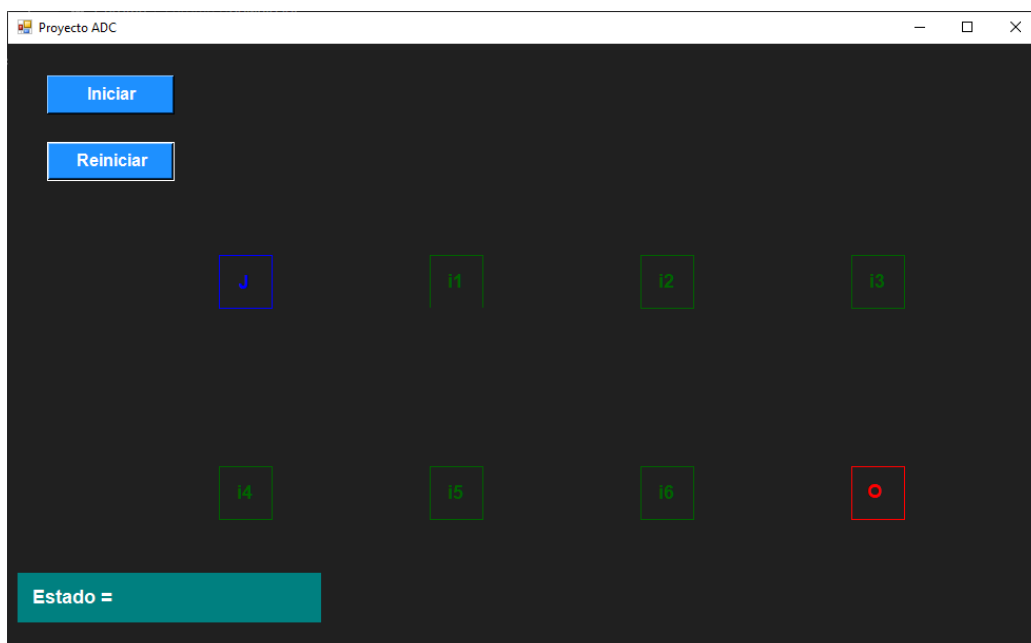 Proyecto ADC
Iniciar
Reiniciar
J i1 i2 i3
i4 i5 i6 O
Estado =